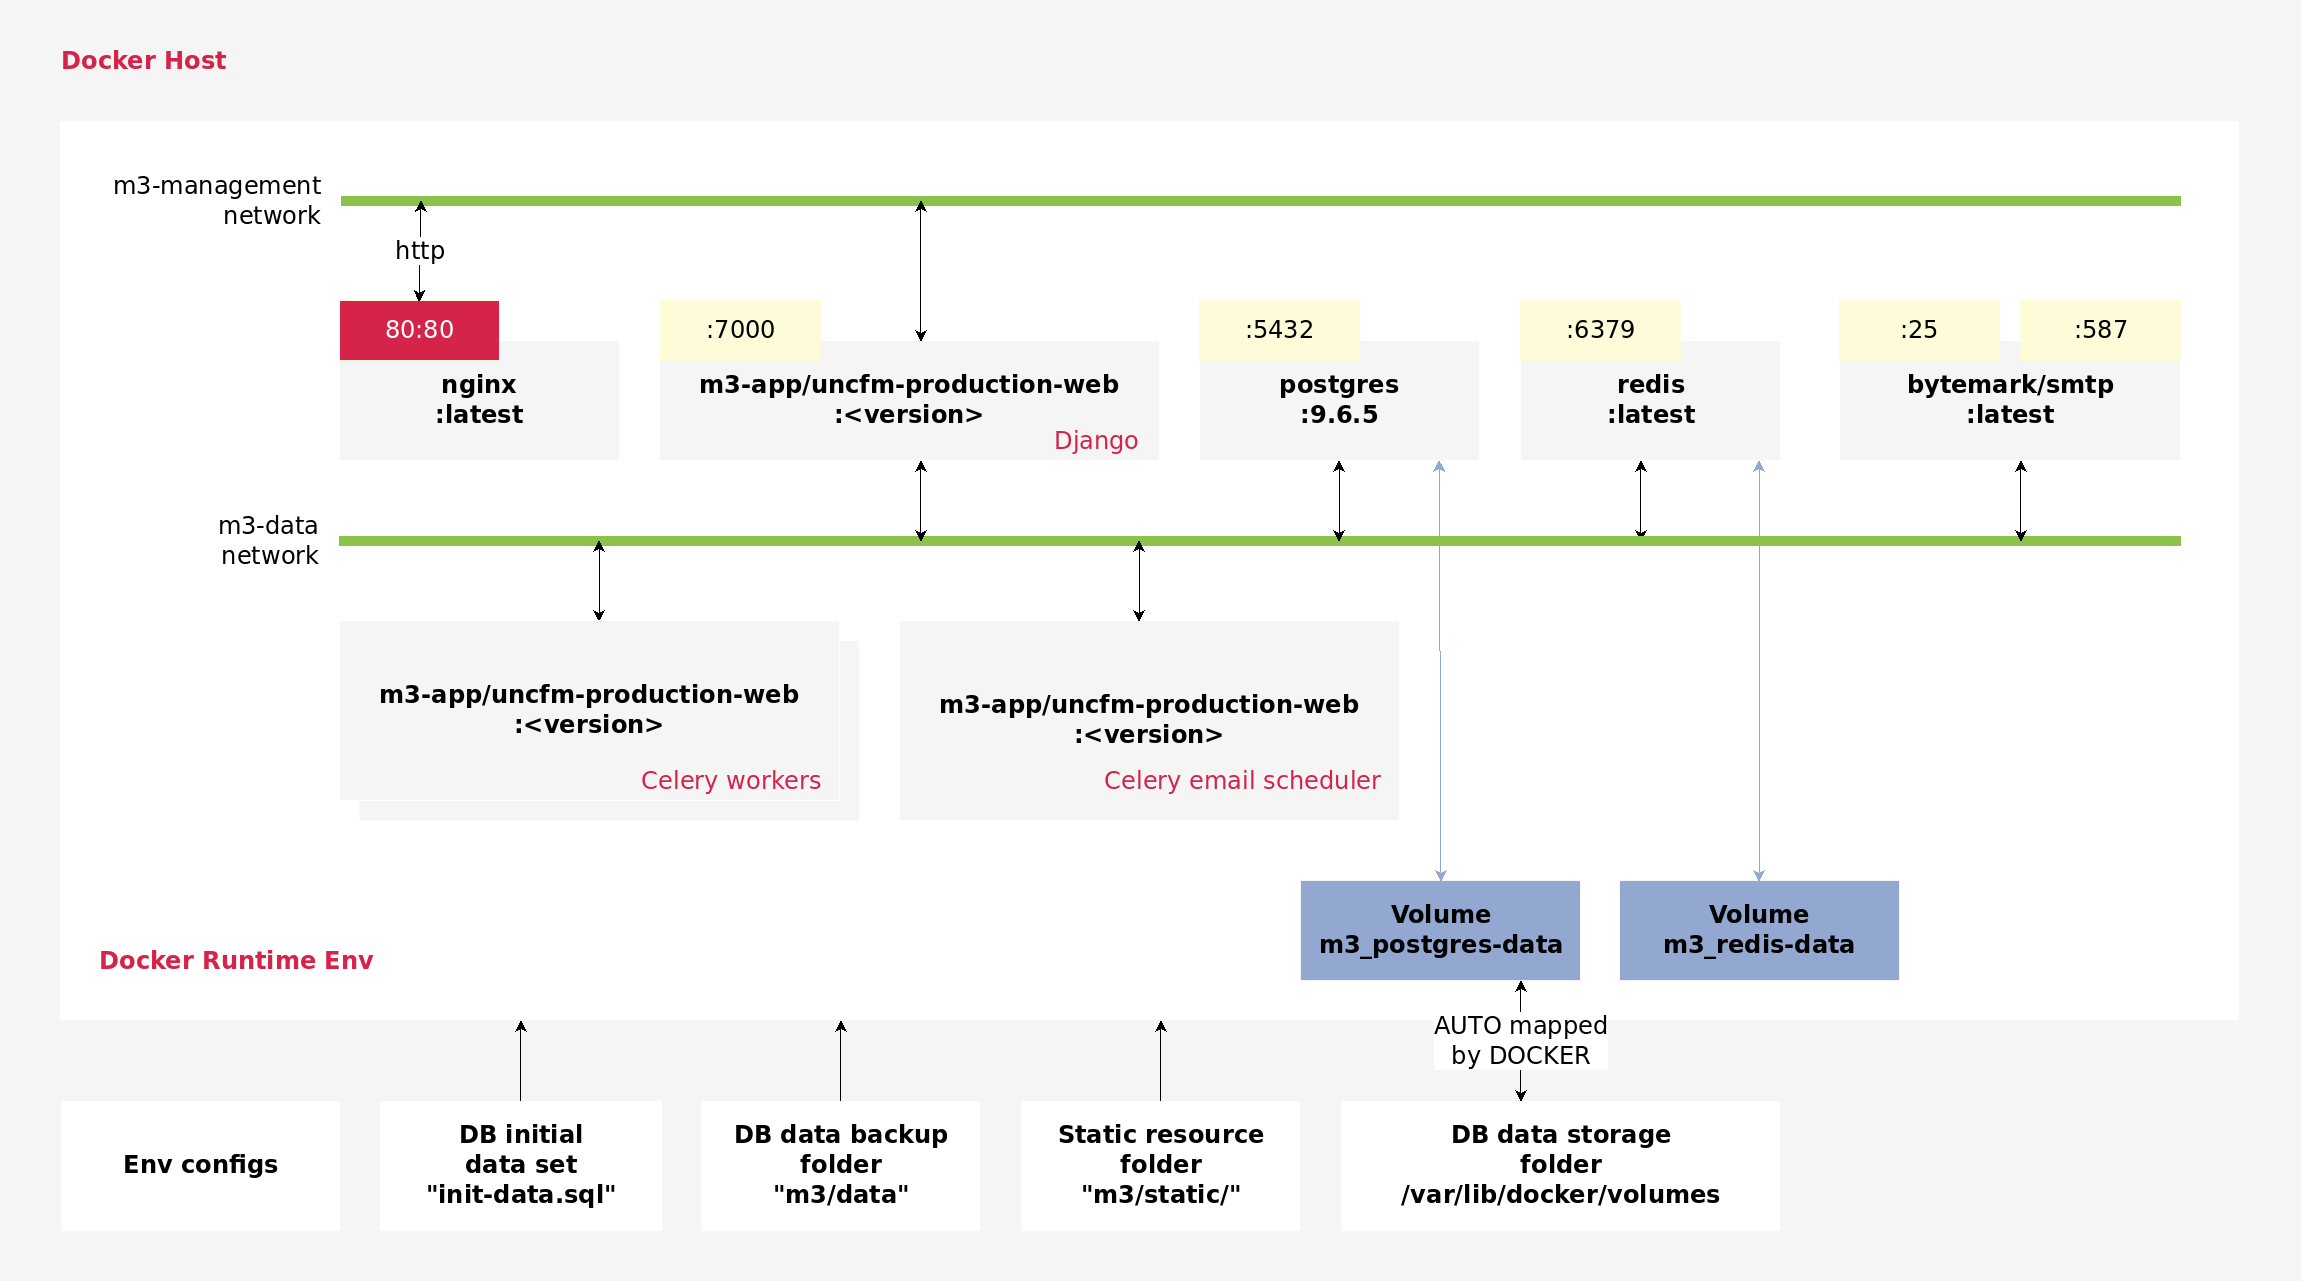 Docker Host
m3-management
network
http
80:80
:7000
:5432
:6379
:25
:587
nginx
:latest
m3-app/uncfm-production-web
:<version>
Django
postgres
:9.6.5
redis
:latest
bytemark/smtp
:latest
m3-data
network
m3-app/uncfm-production-web
:<version>
Celery workers
m3-app/uncfm-production-web
:<version>
Celery email scheduler
Volume
m3_postgres-data
Volume
m3_redis-data
Docker Runtime Env
AUTO mapped
by DOCKER
Env configs
DB initial
data set
"init-data.sql"
DB data backup
folder
"m3/data"
Static resource
folder
"m3/static/"
DB data storage
folder
/var/lib/docker/volumes